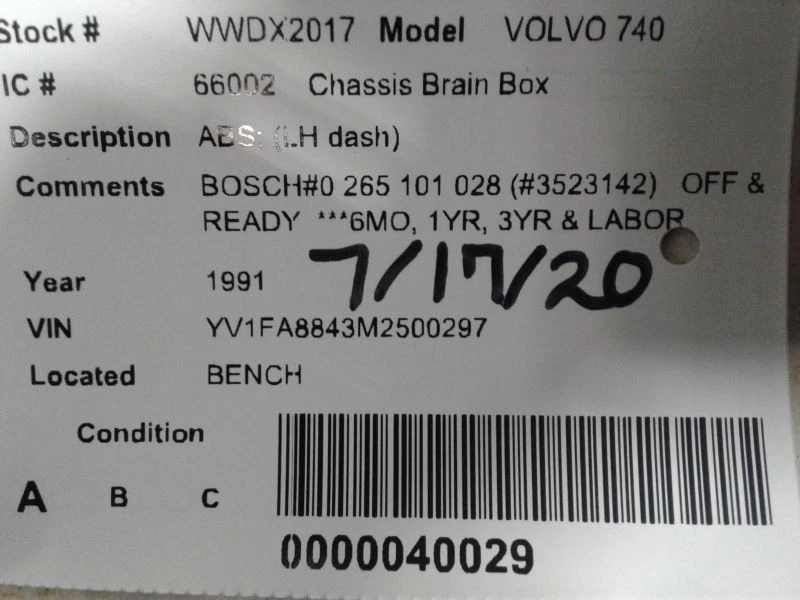 Stock # WWDX2017 Model VOLVO 740
IC # 66002 Chassis Brain Box
Description ABS; (LH dash)
Comments BOSCH#0 265 101 028 (#3523142) OFF &
READY ***6MO, 1YR, 3YR & LABOR
7/17/20
Year 1991
VIN YV1FA8843M2500297
Located BENCH
Condition
A B C
0000040029